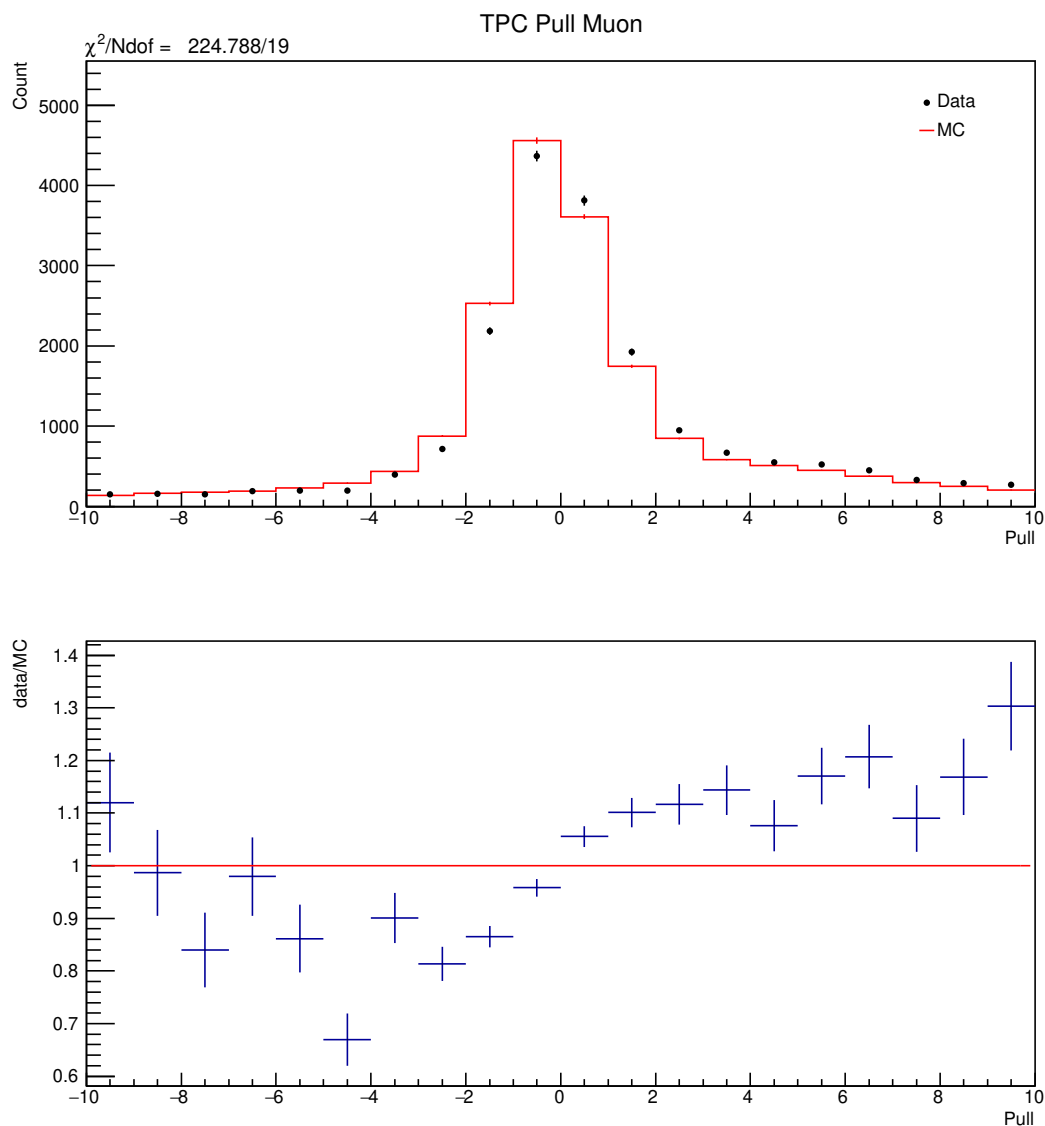 TPC Pull Muon
χ²/Ndof = 224.788/19
Count
5000
4000
3000
2000
1000
0
Data
MC
−10 −8 −6 −4 −2 0 2 4 6 8 10
Pull
data/MC
1.4
1.3
1.2
1.1
1
0.9
0.8
0.7
0.6
−10 −8 −6 −4 −2 0 2 4 6 8 10
Pull